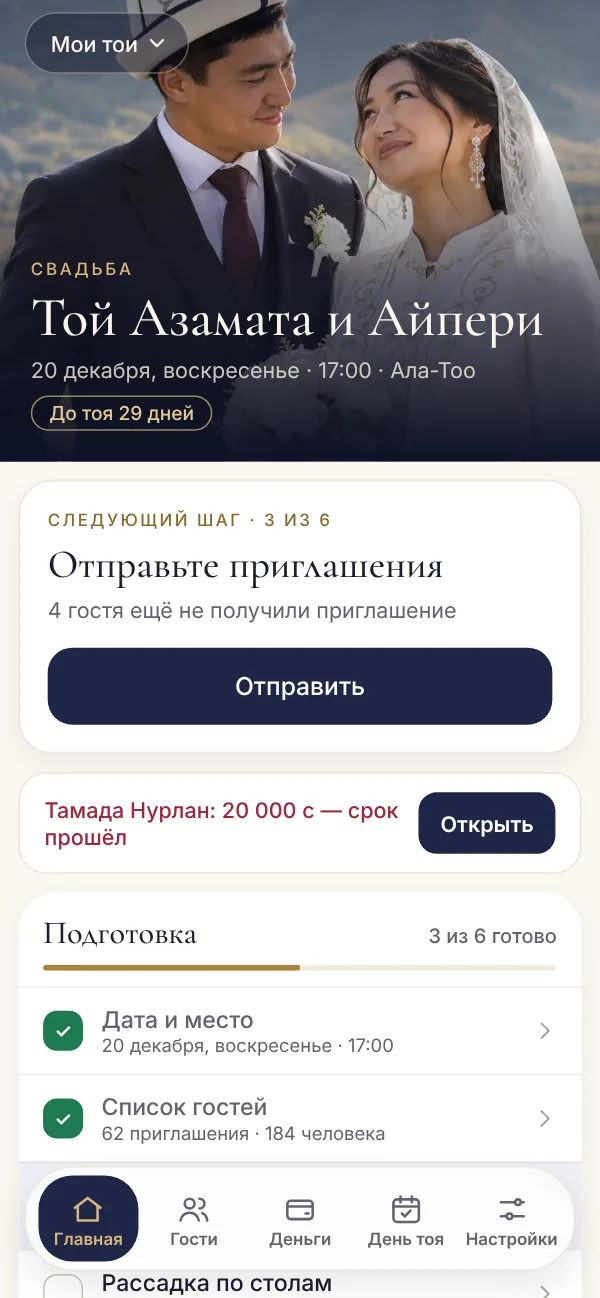 Мои тои
СВАДЬБА
Той Азамата и Айпери
20 декабря, воскресенье · 17:00 · Ала-Тоо
До тоя 29 дней
СЛЕДУЮЩИЙ ШАГ · 3 ИЗ 6
Отправьте приглашения
4 гостя ещё не получили приглашение
Отправить
Тамада Нурлан: 20 000 с — срок
прошёл
Открыть
Подготовка
3 из 6 готово
Дата и место
20 декабря, воскресенье · 17:00
Список гостей
62 приглашения · 184 человека
Главная
Гости
Деньги
День тоя
Настройки
Рассадка по столам